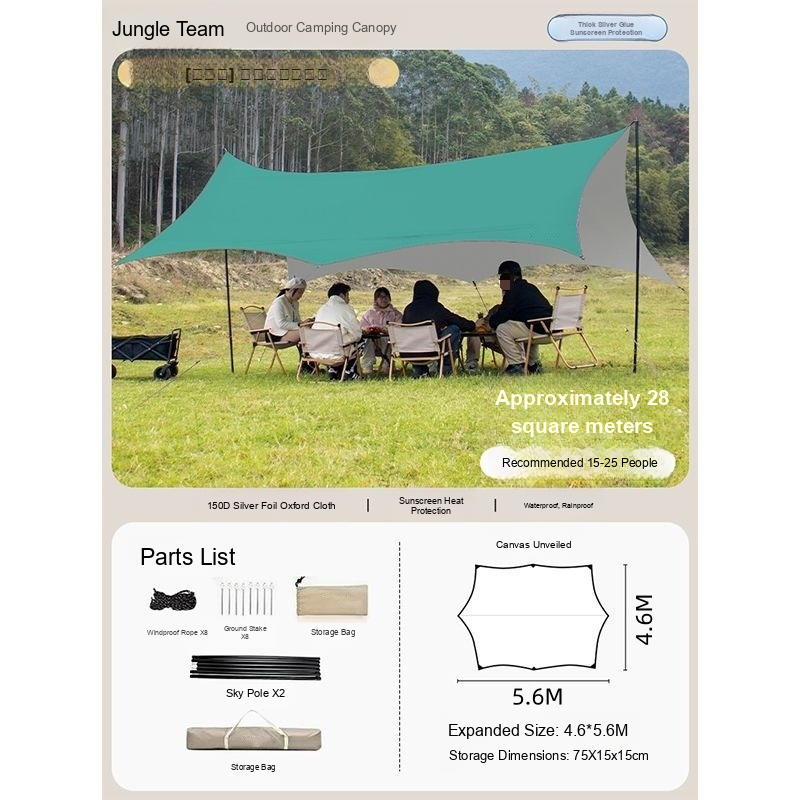 Jungle Team
Outdoor Camping Canopy
Thick Silver Glue
Sunscreen Protection
Approximately 28
square meters
Recommended 15-25 People
150D Silver Foil Oxford Cloth
Sunscreen Heat
Protection
Waterproof, Rainproof
Parts List
Windproof Rope X8
Ground Stake
X8
Storage Bag
Sky Pole X2
Storage Bag
Canvas Unveiled
4.6M
5.6M
Expanded Size: 4.6*5.6M
Storage Dimensions: 75X15x15cm